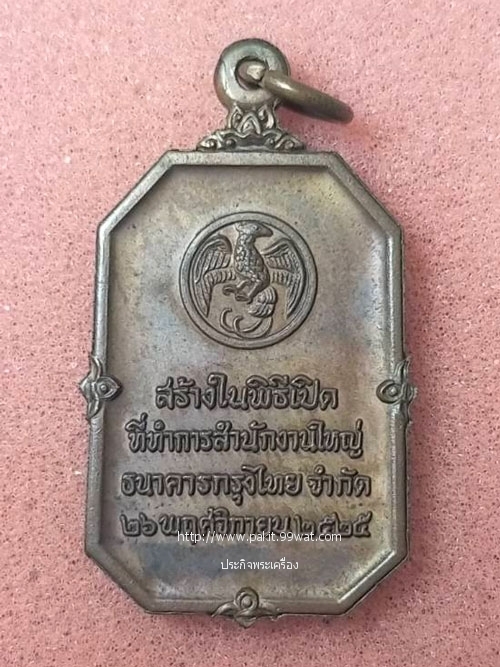 สร้างในพิธีเปิด
ที่ทำการสำนักงานใหญ่
ธนาคารกรุงไทย จำกัด
๒๖ พฤศจิกายน ๒๕๒๕
http://www.pakit.99wat.com
ประกิจพระเครื่อง